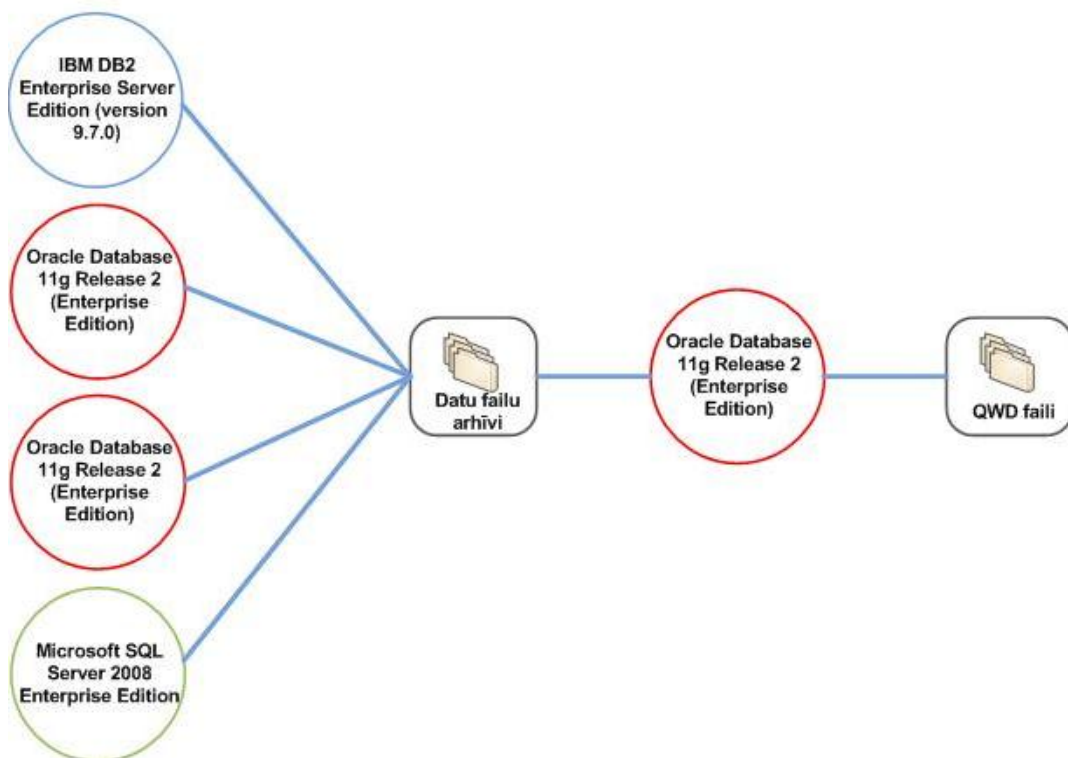 IBM DB2
Enterprise Server
Edition (version
9.7.0)
Oracle Database
11g Release 2
(Enterprise
Edition)
Oracle Database
11g Release 2
(Enterprise
Edition)
Microsoft SQL
Server 2008
Enterprise Edition
Datu failu
arhīvi
Oracle Database
11g Release 2
(Enterprise
Edition)
QWD faili